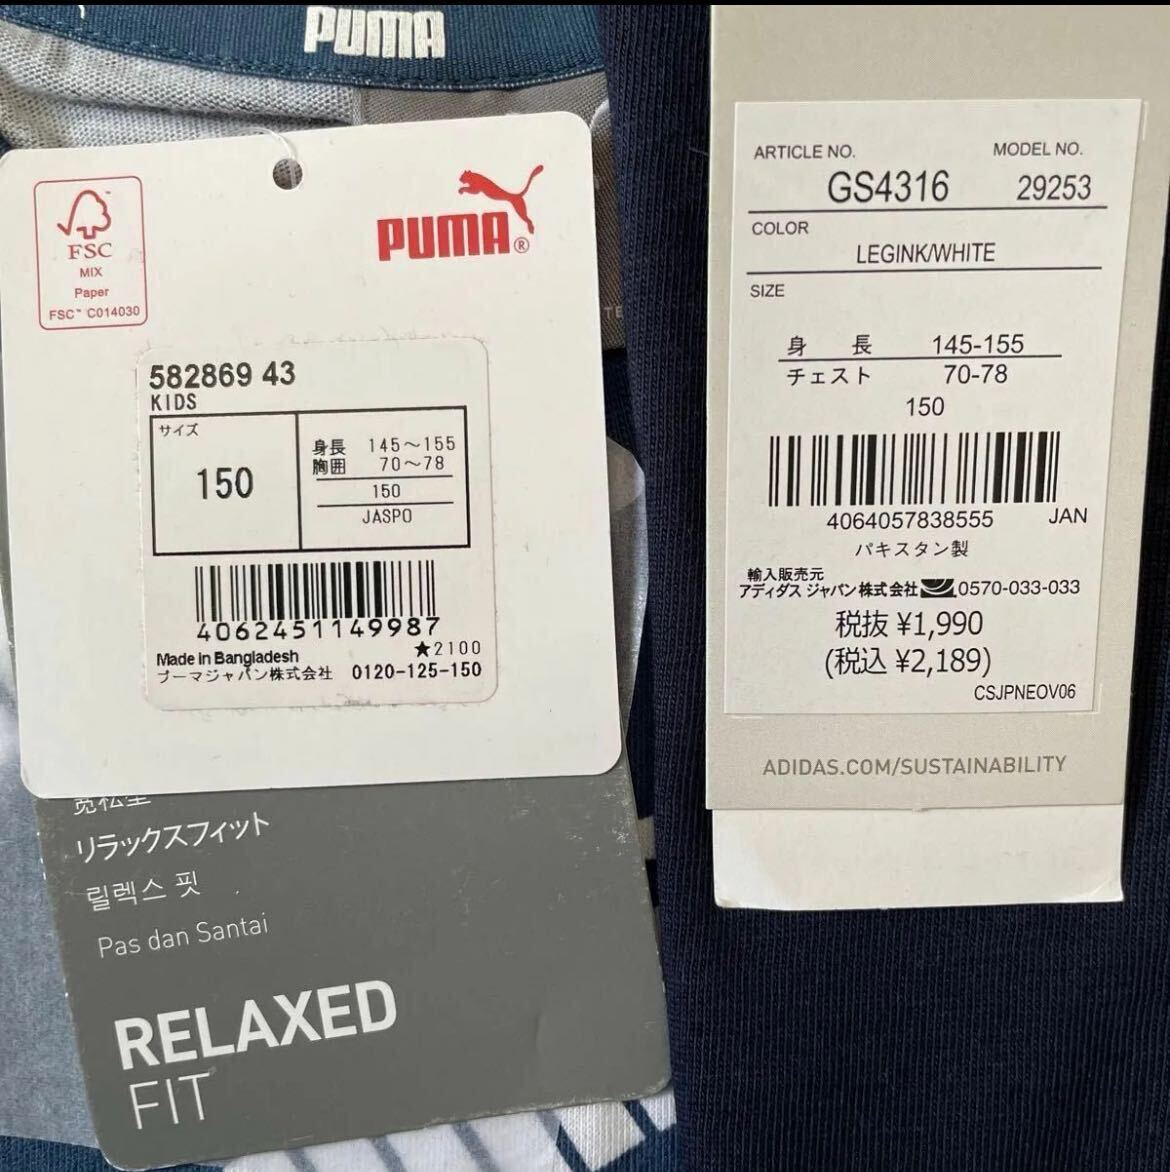 PUMA
FSC
MIX
Paper
FSC™ C014030
PUMA®
582869 43
KIDS
サイズ
150
身長 145～155
胸囲 70～78
150
JASPO
4062451149987
★2100
Made in Bangladesh
プーマジャパン株式会社 0120-125-150
リラックスフィット
릴렉스 핏
Pas dan Santai
RELAXED
FIT
ARTICLE NO. MODEL NO.
GS4316 29253
COLOR
LEGINK/WHITE
SIZE
身 長 145-155
チェスト 70-78
150
4064057838555 JAN
パキスタン製
輸入販売元
アディダス ジャパン株式会社 0570-033-033
税抜 ¥1,990
(税込 ¥2,189)
CSJPNEOV06
ADIDAS.COM/SUSTAINABILITY